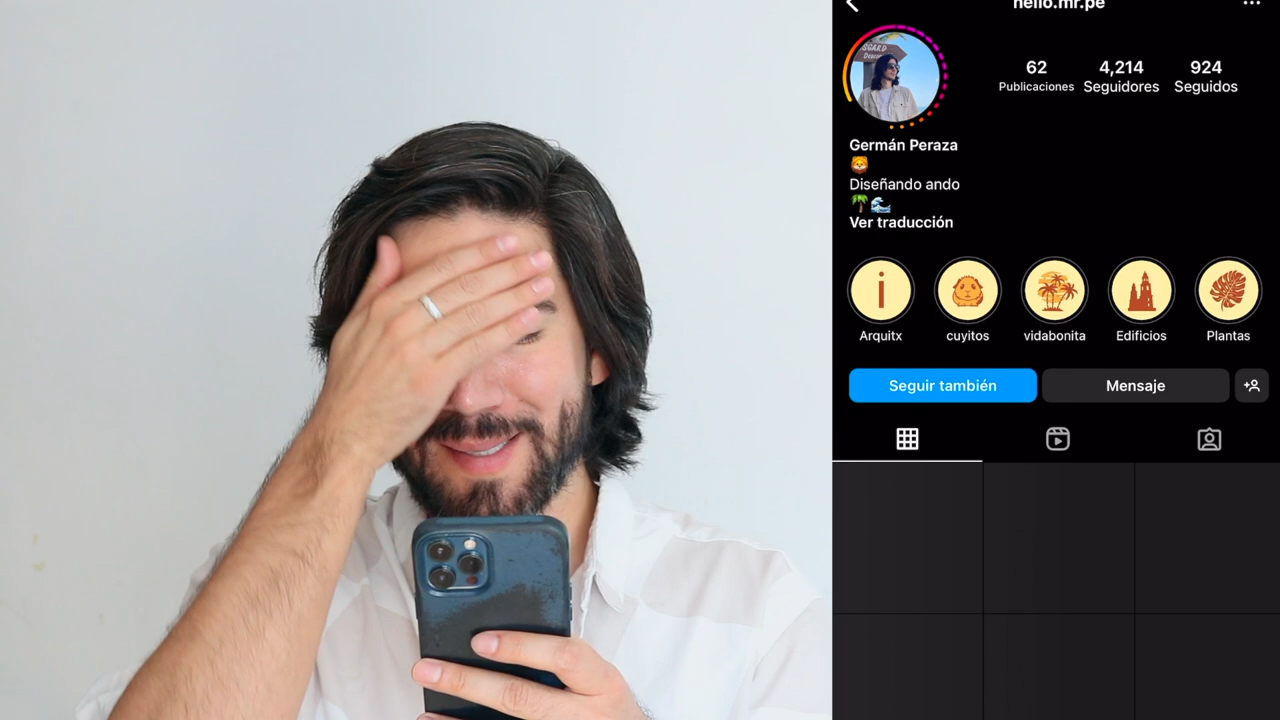 hello.mr.pe
62
4,214
924
Publicaciones
Seguidores
Seguidos
Germán Peraza
Diseñando ando
Ver traducción
i
Arquitx
cuyitos
vidabonita
Edificios
Plantas
Seguir también
Mensaje